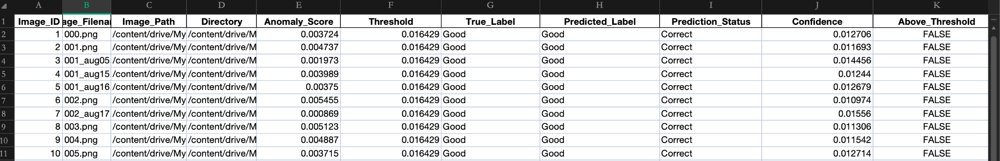 A B C D E F G H I J K
1 Image_ID age_Filenar Image_Path Directory Anomaly_Score Threshold True_Label Predicted_Label Prediction_Status Confidence Above_Threshold
2 1 000.png /content/drive/My /content/drive/M 0.003724 0.016429 Good Good Correct 0.012706 FALSE
3 2 001.png /content/drive/My /content/drive/M 0.004737 0.016429 Good Good Correct 0.011693 FALSE
4 3 001_aug05. /content/drive/My /content/drive/M 0.001973 0.016429 Good Good Correct 0.014456 FALSE
5 4 001_aug15. /content/drive/My /content/drive/M 0.003989 0.016429 Good Good Correct 0.01244 FALSE
6 5 001_aug16. /content/drive/My /content/drive/M 0.00375 0.016429 Good Good Correct 0.012679 FALSE
7 6 002.png /content/drive/My /content/drive/M 0.005455 0.016429 Good Good Correct 0.010974 FALSE
8 7 002_aug17. /content/drive/My /content/drive/M 0.000869 0.016429 Good Good Correct 0.01556 FALSE
9 8 003.png /content/drive/My /content/drive/M 0.005123 0.016429 Good Good Correct 0.011306 FALSE
10 9 004.png /content/drive/My /content/drive/M 0.004887 0.016429 Good Good Correct 0.011542 FALSE
11 10 005.png /content/drive/My /content/drive/M 0.003715 0.016429 Good Good Correct 0.012714 FALSE